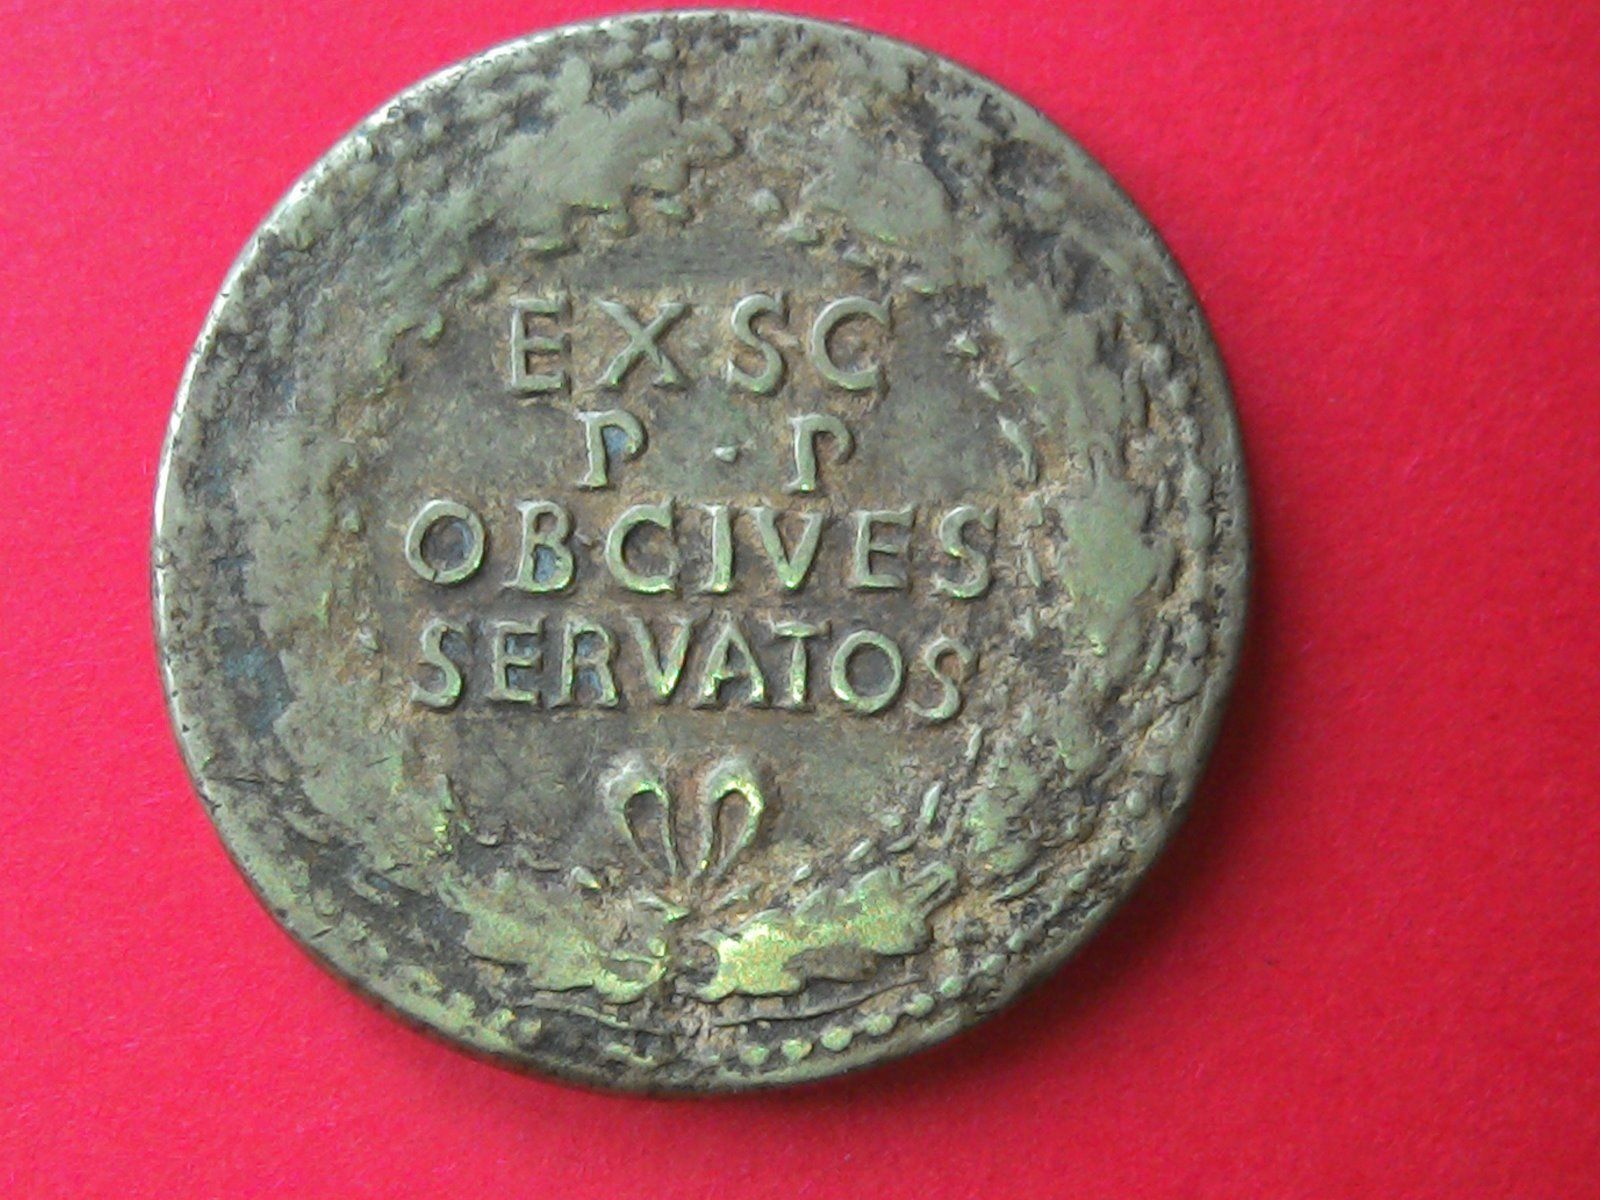 EX SC
P · P
OB CIVES
SERVATOS